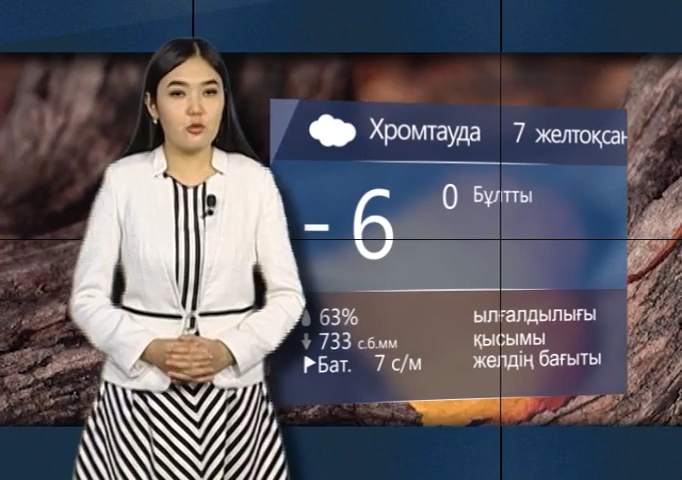 Хромтауда 7 желтоқсан
- 6 0 Бұлтты
63% ылғалдылығы
733 с.б.мм қысымы
Бат. 7 с/м желдің бағыты